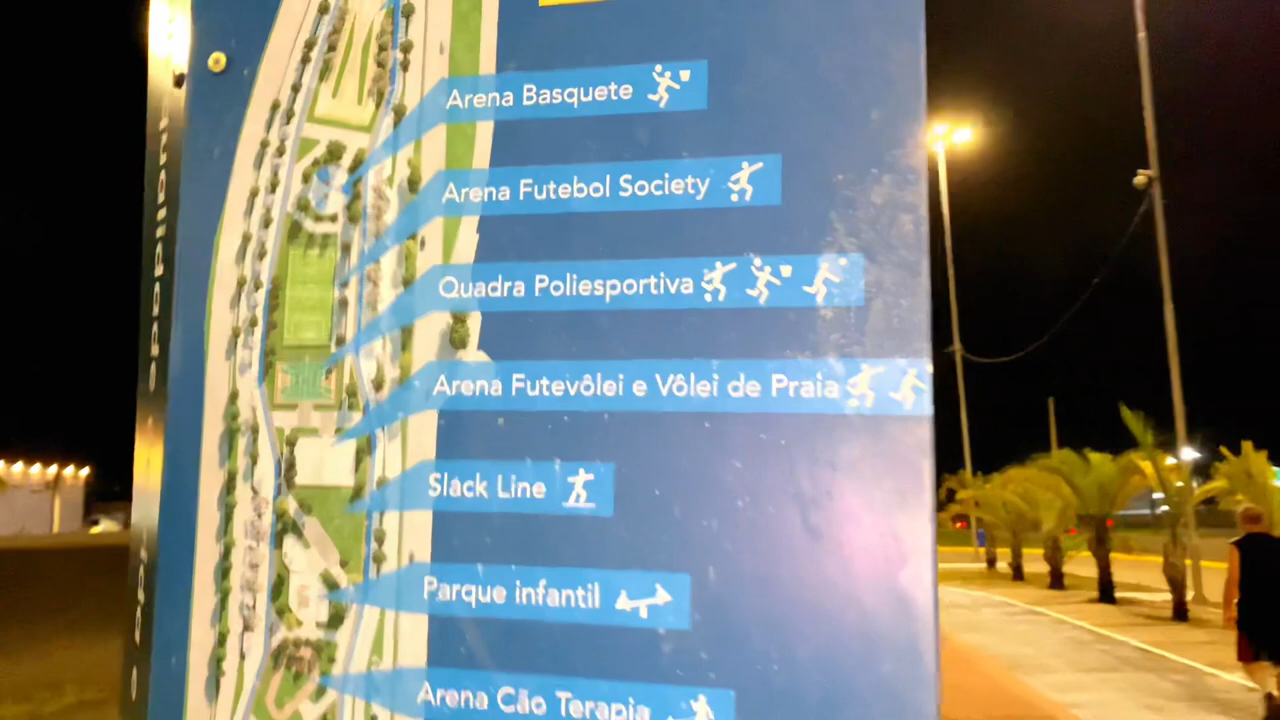 Arena Basquete
Arena Futebol Society
Quadra Poliesportiva
Arena Futevôlei e Vôlei de Praia
Slack Line
Parque infantil
Arena Cão Terapia